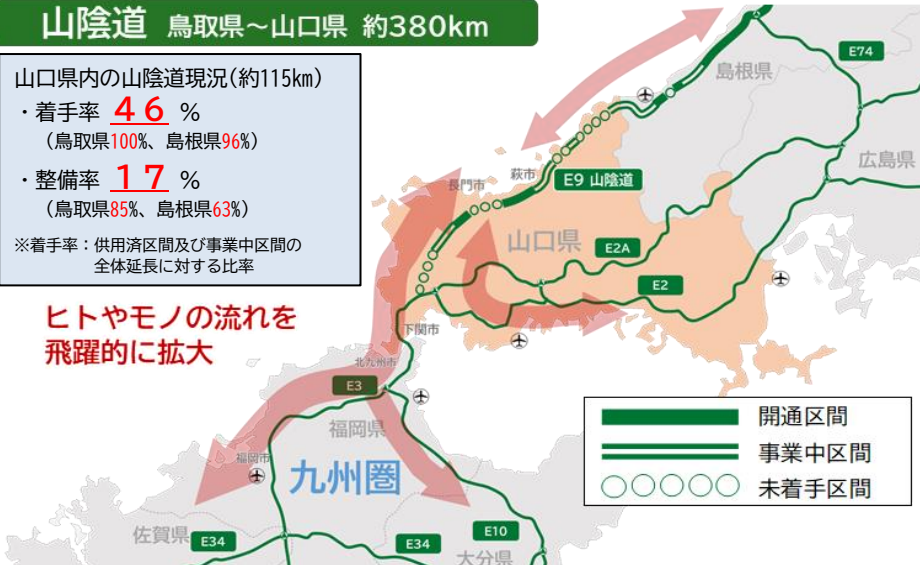 山陰道 鳥取県～山口県 約380km
山口県内の山陰道現況(約115km)
・着手率 46 %
(鳥取県100%、島根県96%)
・整備率 17 %
(鳥取県85%、島根県63%)
※着手率：供用済区間及び事業中区間の
全体延長に対する比率
ヒトやモノの流れを
飛躍的に拡大
E74
島根県
広島県
萩市
長門市
E9 山陰道
山口県
E2A
E2
下関市
北九州市
E3
福岡県
福岡市
九州圏
佐賀県
E34
E34
E10
大分県
開通区間
事業中区間
未着手区間